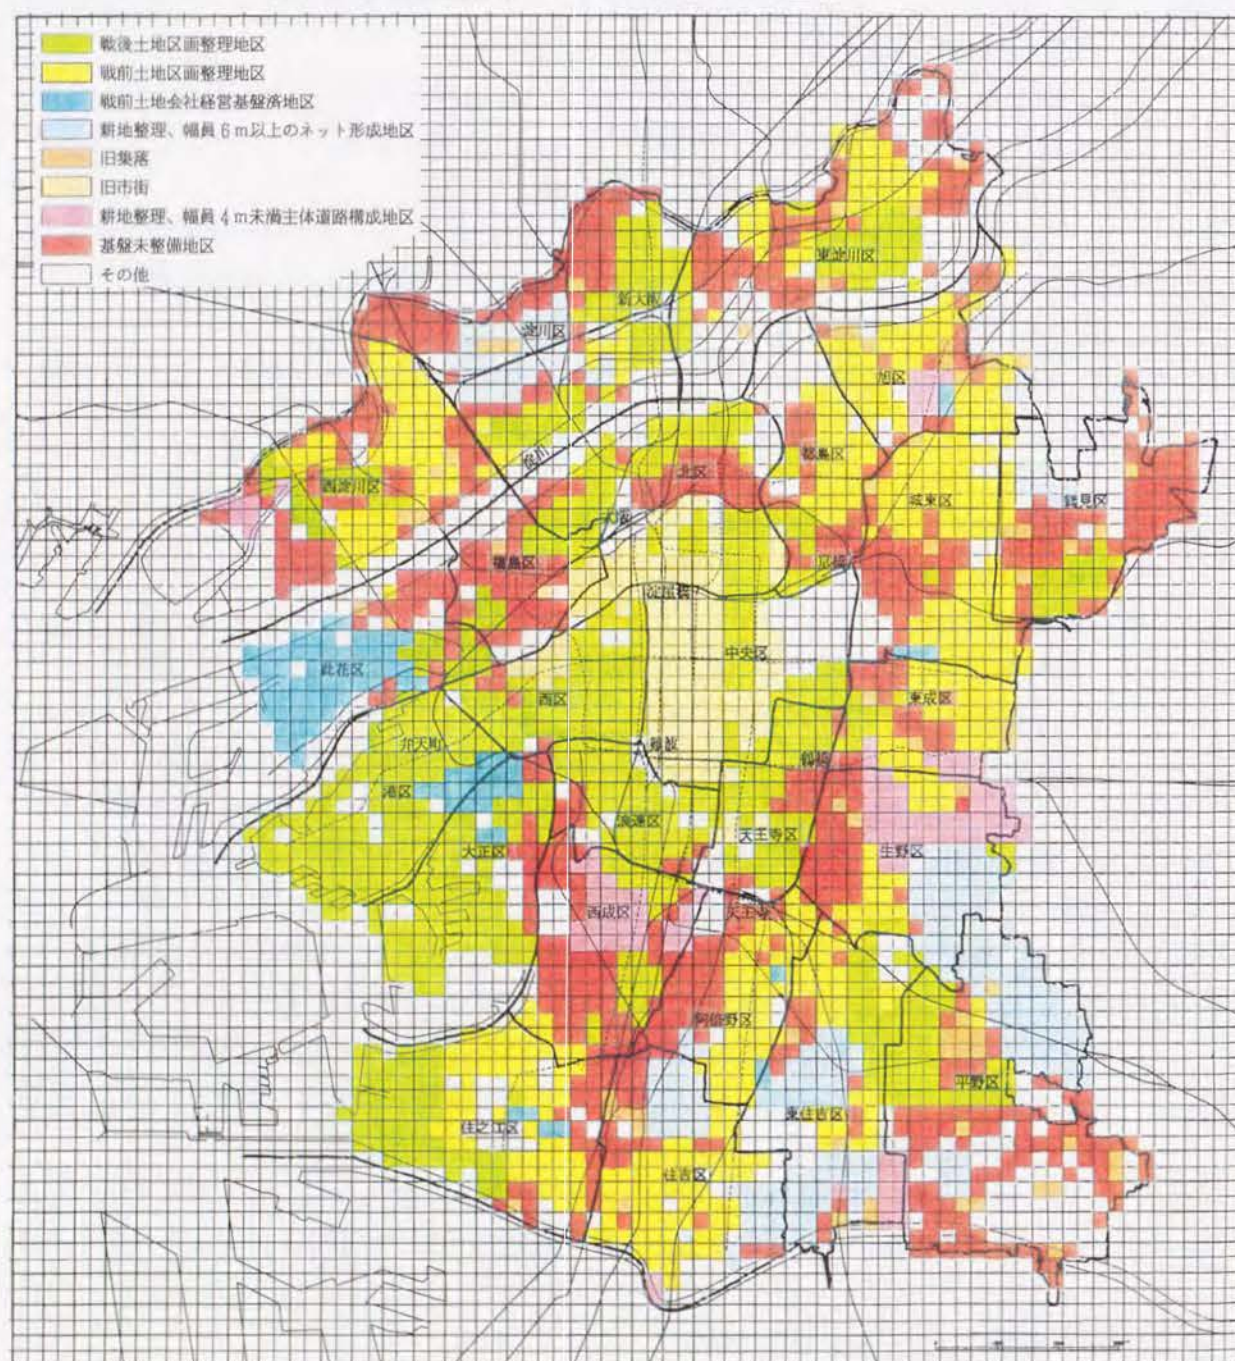 戦後土地区画整理地区
戦前土地区画整理地区
戦前土地会社経営基盤済地区
耕地整理、幅員6m以上のネット形成地区
旧集落
旧市街
耕地整理、幅員4m未満主体道路構成地区
基盤未整備地区
その他
東淀川区
新大阪
淀川区
旭区
都島区
淀川
北区
西淀川区
城東区
鶴見区
大阪
福島区
京橋
淀屋橋
中央区
此花区
西区
東成区
弁天町
難波
鶴橋
港区
浪速区
天王寺区
大正区
生野区
西成区
天王寺
阿倍野区
平野区
東住吉区
住之江区
住吉区